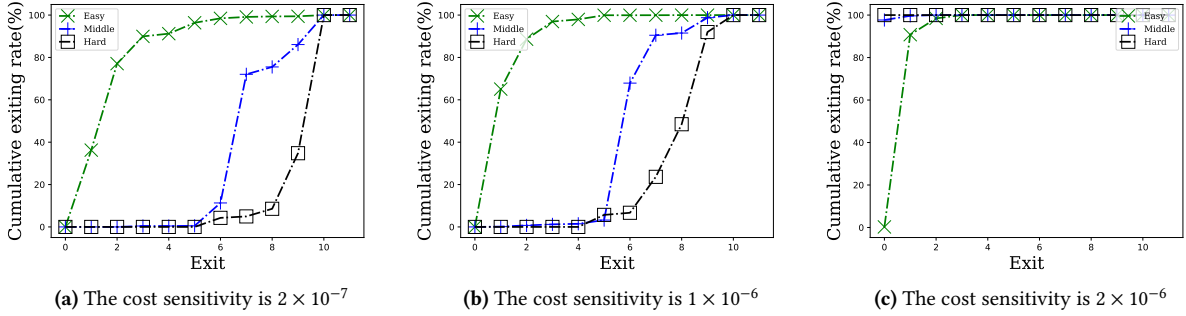 Cumulative exiting rate(%)
100
80
60
40
20
0
Easy
Middle
Hard
0 2 4 6 8 10
Exit
(a) The cost sensitivity is 2 × 10⁻⁷
Cumulative exiting rate(%)
100
80
60
40
20
0
Easy
Middle
Hard
0 2 4 6 8 10
Exit
(b) The cost sensitivity is 1 × 10⁻⁶
Cumulative exiting rate(%)
100
80
60
40
20
0
Easy
Middle
Hard
0 2 4 6 8 10
Exit
(c) The cost sensitivity is 2 × 10⁻⁶